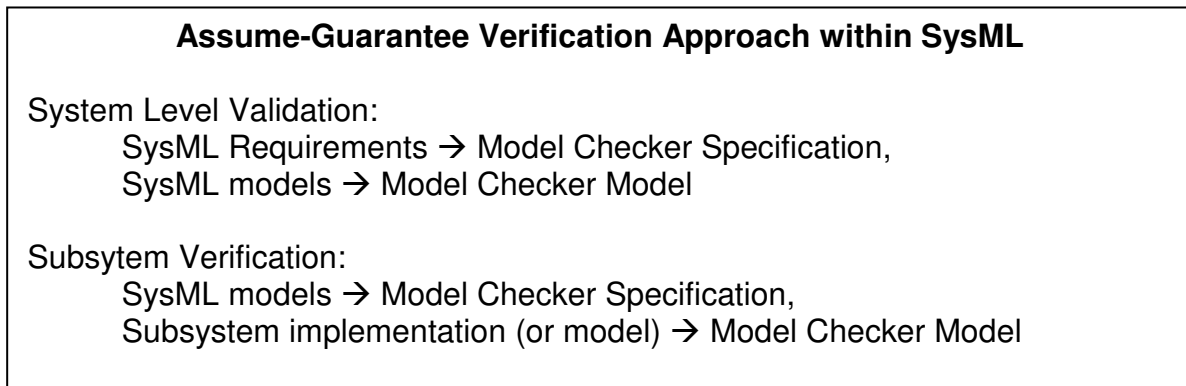 Assume-Guarantee Verification Approach within SysML
System Level Validation:
SysML Requirements → Model Checker Specification,
SysML models → Model Checker Model
Subsytem Verification:
SysML models → Model Checker Specification,
Subsystem implementation (or model) → Model Checker Model